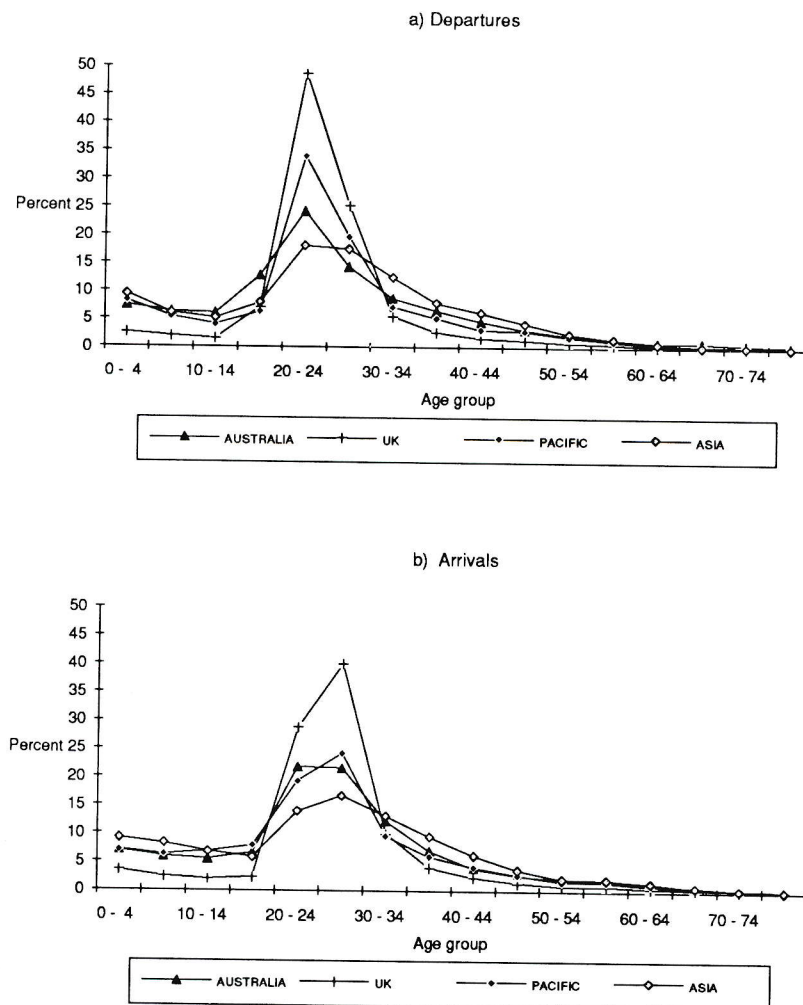 a) Departures
50
45
40
35
30
Percent 25
20
15
10
5
0
0 - 4 10 - 14 20 - 24 30 - 34 40 - 44 50 - 54 60 - 64 70 - 74
Age group
AUSTRALIA UK PACIFIC ASIA
b) Arrivals
50
45
40
35
30
Percent 25
20
15
10
5
0
0 - 4 10 - 14 20 - 24 30 - 34 40 - 44 50 - 54 60 - 64 70 - 74
Age group
AUSTRALIA UK PACIFIC ASIA